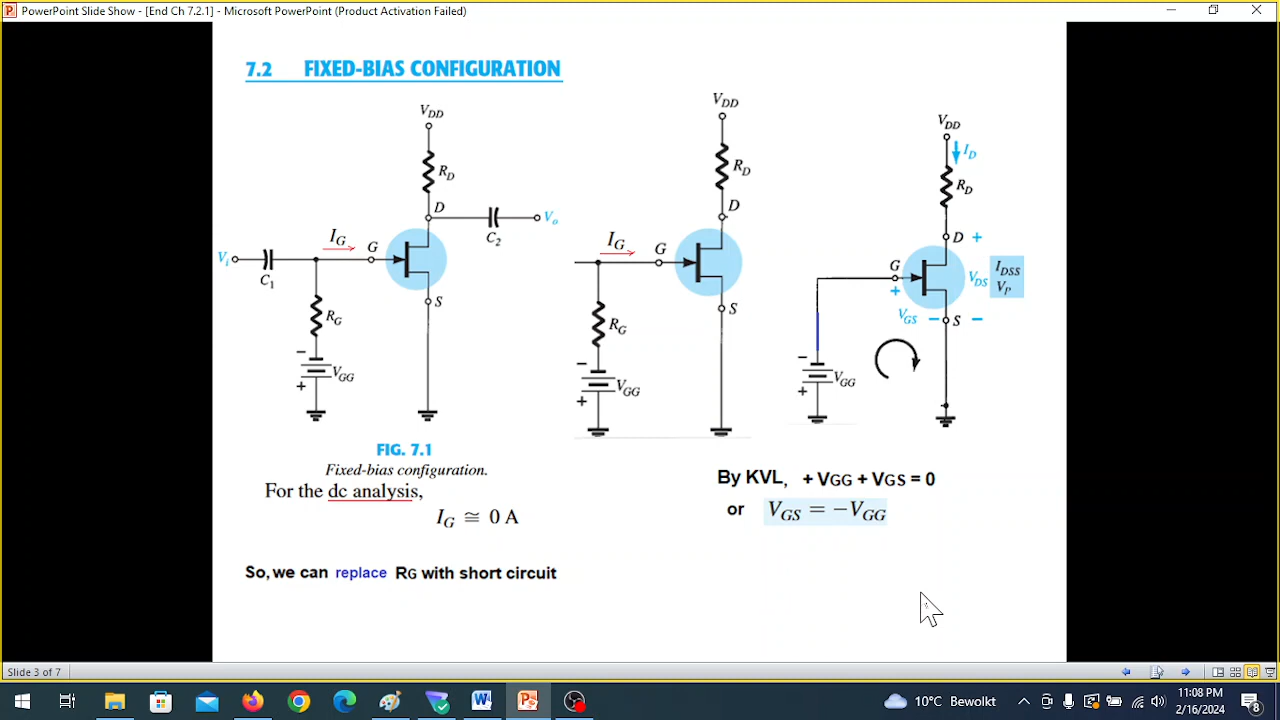 PowerPoint Slide Show - [End Ch 7.2.1] - Microsoft PowerPoint (Product Activation Failed)
7.2 FIXED-BIAS CONFIGURATION
VDD
RD
D
Vo
C2
IG
G
Vi
C1
S
RG
−
VGG
+
VDD
RD
D
IG
G
S
RG
−
VGG
+
VDD
ID
RD
D +
G
+
VDS
IDSS
VP
VGS − S −
−
VGG
+
FIG. 7.1
Fixed-bias configuration.
For the dc analysis,
IG ≅ 0 A
So, we can replace RG with short circuit
By KVL, + VGG + VGS = 0
or VGS = −VGG
Slide 3 of 7
10°C Bewolkt
11:08 PM
2/16/2024
8